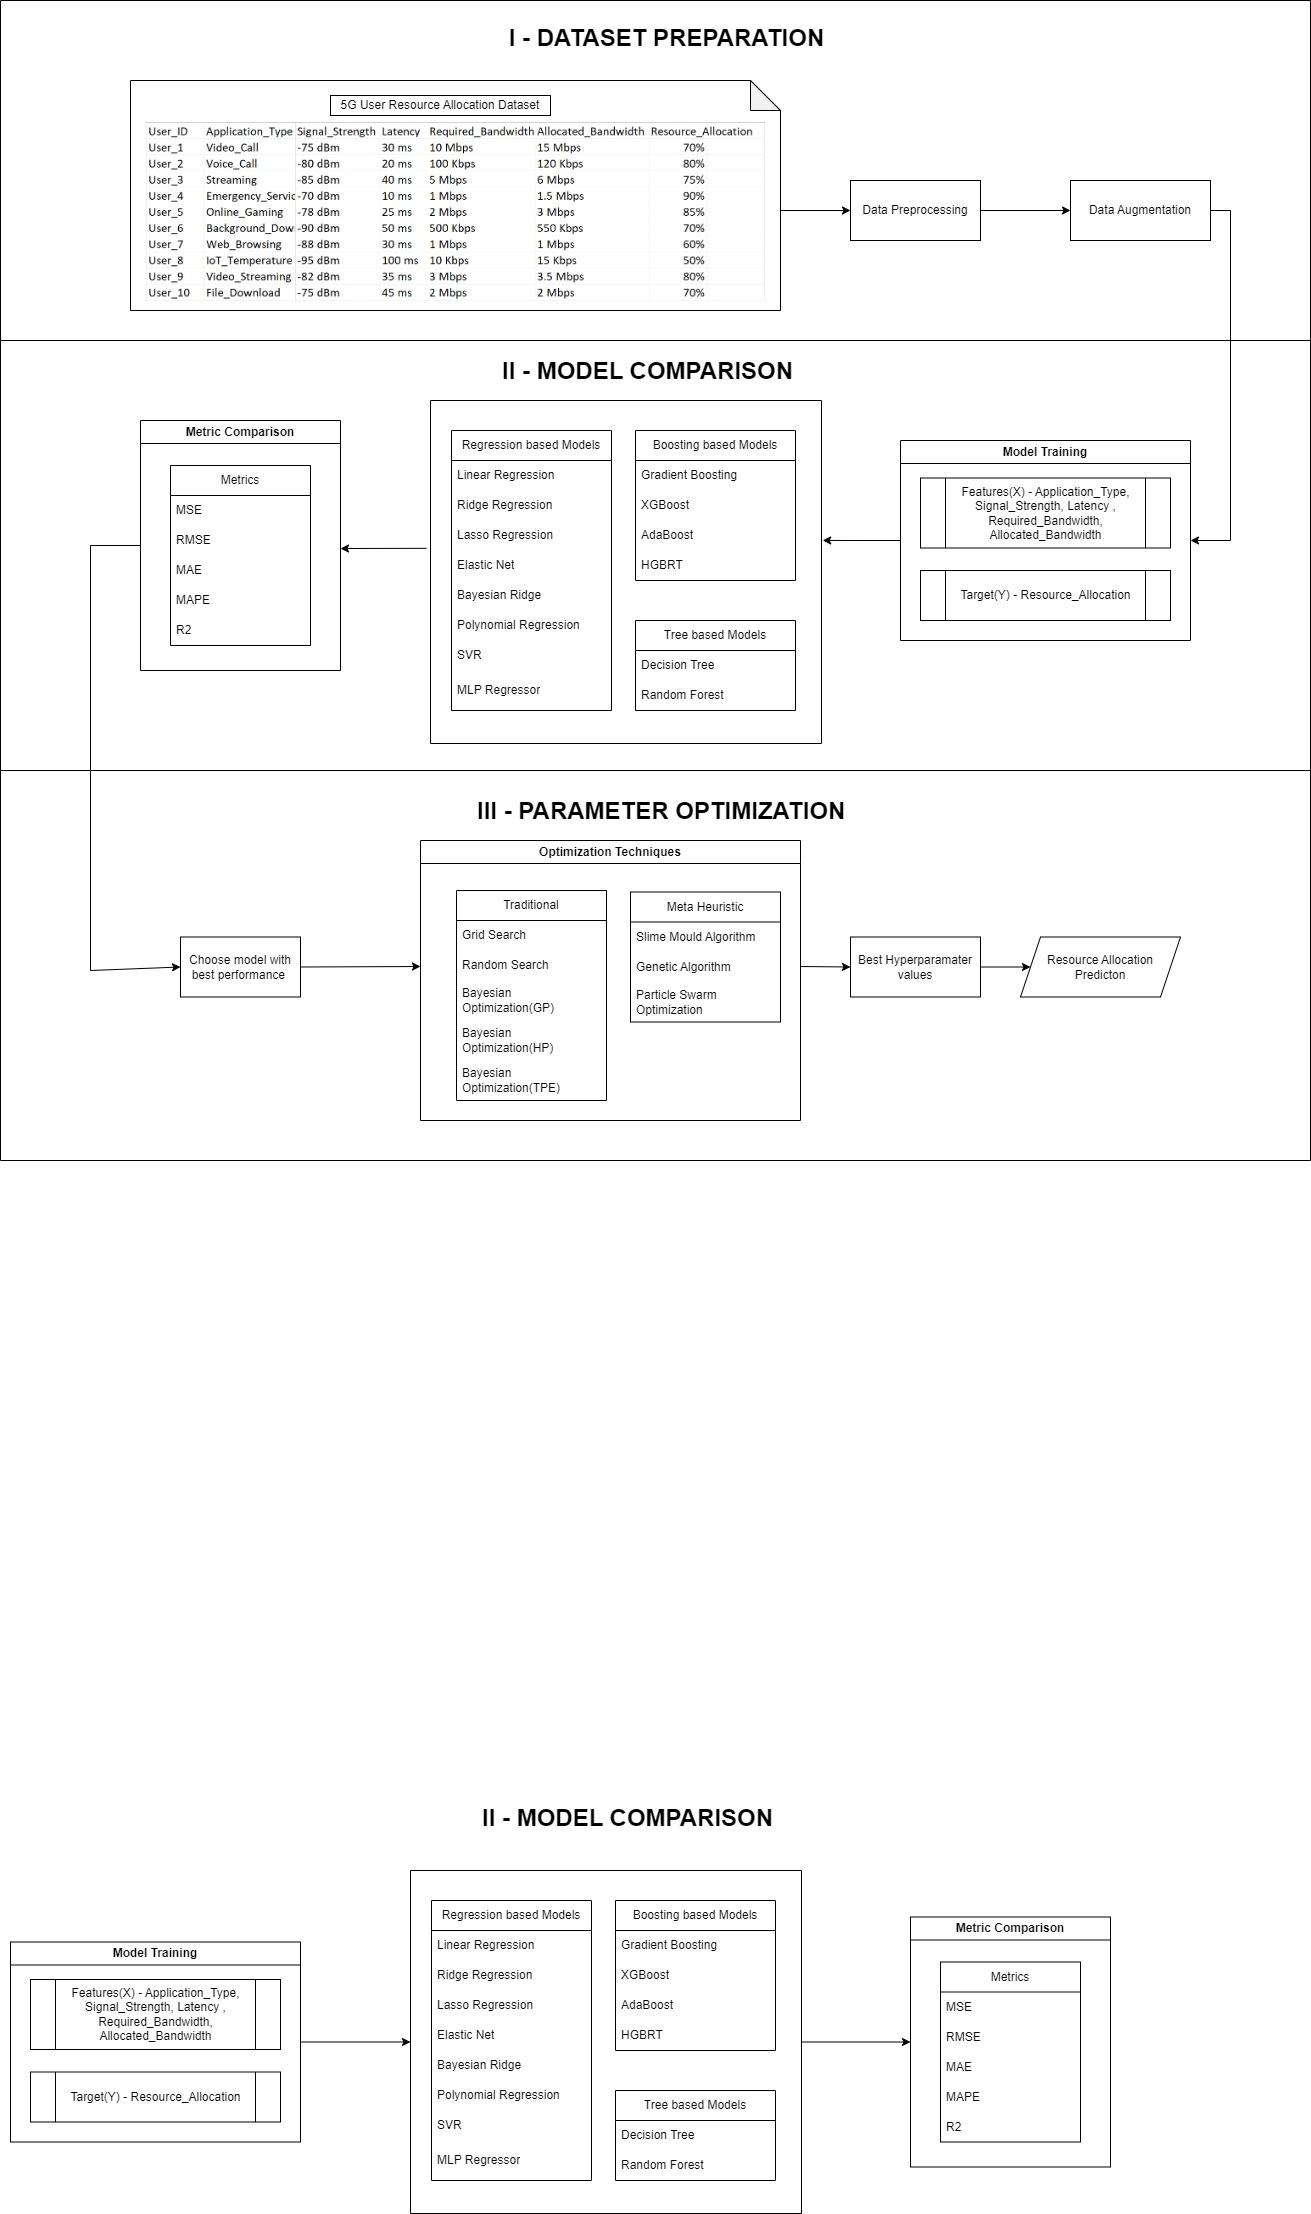 I - DATASET PREPARATION
5G User Resource Allocation Dataset
User_ID Application_Type Signal_Strength Latency Required_Bandwidth Allocated_Bandwidth Resource_Allocation
User_1 Video_Call -75 dBm 30 ms 10 Mbps 15 Mbps 70%
User_2 Voice_Call -80 dBm 20 ms 100 Kbps 120 Kbps 80%
User_3 Streaming -85 dBm 40 ms 5 Mbps 6 Mbps 75%
User_4 Emergency_Servic -70 dBm 10 ms 1 Mbps 1.5 Mbps 90%
User_5 Online_Gaming -78 dBm 25 ms 2 Mbps 3 Mbps 85%
User_6 Background_Dow -90 dBm 50 ms 500 Kbps 550 Kbps 70%
User_7 Web_Browsing -88 dBm 30 ms 1 Mbps 1 Mbps 60%
User_8 IoT_Temperature -95 dBm 100 ms 10 Kbps 15 Kbps 50%
User_9 Video_Streaming -82 dBm 35 ms 3 Mbps 3.5 Mbps 80%
User_10 File_Download -75 dBm 45 ms 2 Mbps 2 Mbps 70%
Data Preprocessing
Data Augmentation
II - MODEL COMPARISON
Model Training
Features(X) - Application_Type,
Signal_Strength, Latency ,
Required_Bandwidth,
Allocated_Bandwidth
Target(Y) - Resource_Allocation
Regression based Models
Linear Regression
Ridge Regression
Lasso Regression
Elastic Net
Bayesian Ridge
Polynomial Regression
SVR
MLP Regressor
Boosting based Models
Gradient Boosting
XGBoost
AdaBoost
HGBRT
Tree based Models
Decision Tree
Random Forest
Metric Comparison
Metrics
MSE
RMSE
MAE
MAPE
R2
III - PARAMETER OPTIMIZATION
Choose model with
best performance
Optimization Techniques
Traditional
Grid Search
Random Search
Bayesian
Optimization(GP)
Bayesian
Optimization(HP)
Bayesian
Optimization(TPE)
Meta Heuristic
Slime Mould Algorithm
Genetic Algorithm
Particle Swarm
Optimization
Best Hyperparamater
values
Resource Allocation
Predicton
II - MODEL COMPARISON
Model Training
Features(X) - Application_Type,
Signal_Strength, Latency ,
Required_Bandwidth,
Allocated_Bandwidth
Target(Y) - Resource_Allocation
Regression based Models
Linear Regression
Ridge Regression
Lasso Regression
Elastic Net
Bayesian Ridge
Polynomial Regression
SVR
MLP Regressor
Boosting based Models
Gradient Boosting
XGBoost
AdaBoost
HGBRT
Tree based Models
Decision Tree
Random Forest
Metric Comparison
Metrics
MSE
RMSE
MAE
MAPE
R2